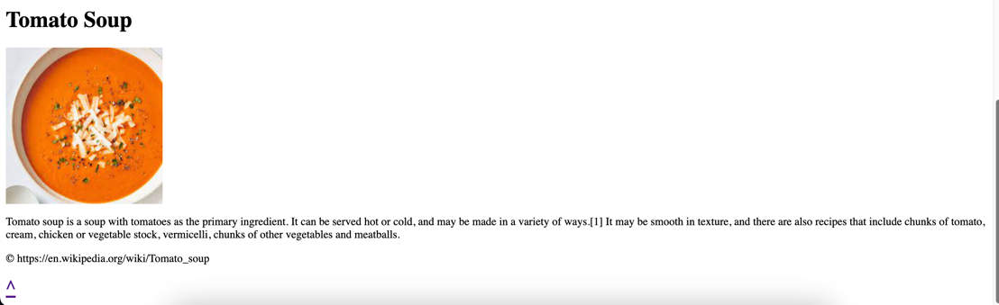 Tomato Soup
Tomato soup is a soup with tomatoes as the primary ingredient. It can be served hot or cold, and may be made in a variety of ways.[1] It may be smooth in texture, and there are also recipes that include chunks of tomato,
cream, chicken or vegetable stock, vermicelli, chunks of other vegetables and meatballs.
© https://en.wikipedia.org/wiki/Tomato_soup
^